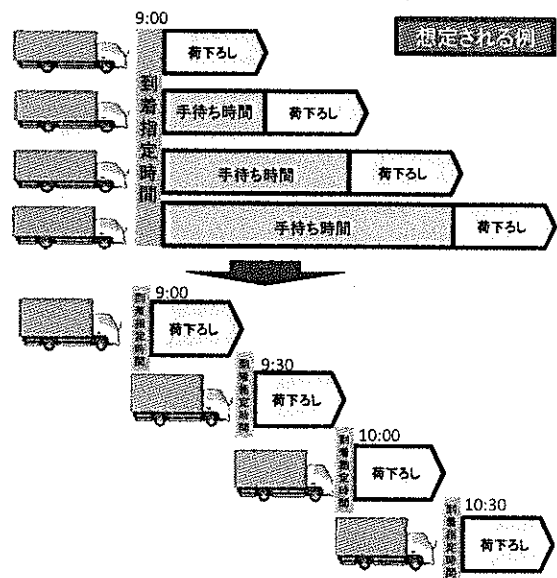 9:00
想定される例
到着指定時間
荷下ろし
手待ち時間
荷下ろし
手待ち時間
荷下ろし
手待ち時間
荷下ろし
9:00
到着指定時間
荷下ろし
9:30
到着指定時間
荷下ろし
10:00
到着指定時間
荷下ろし
10:30
到着指定時間
荷下ろし